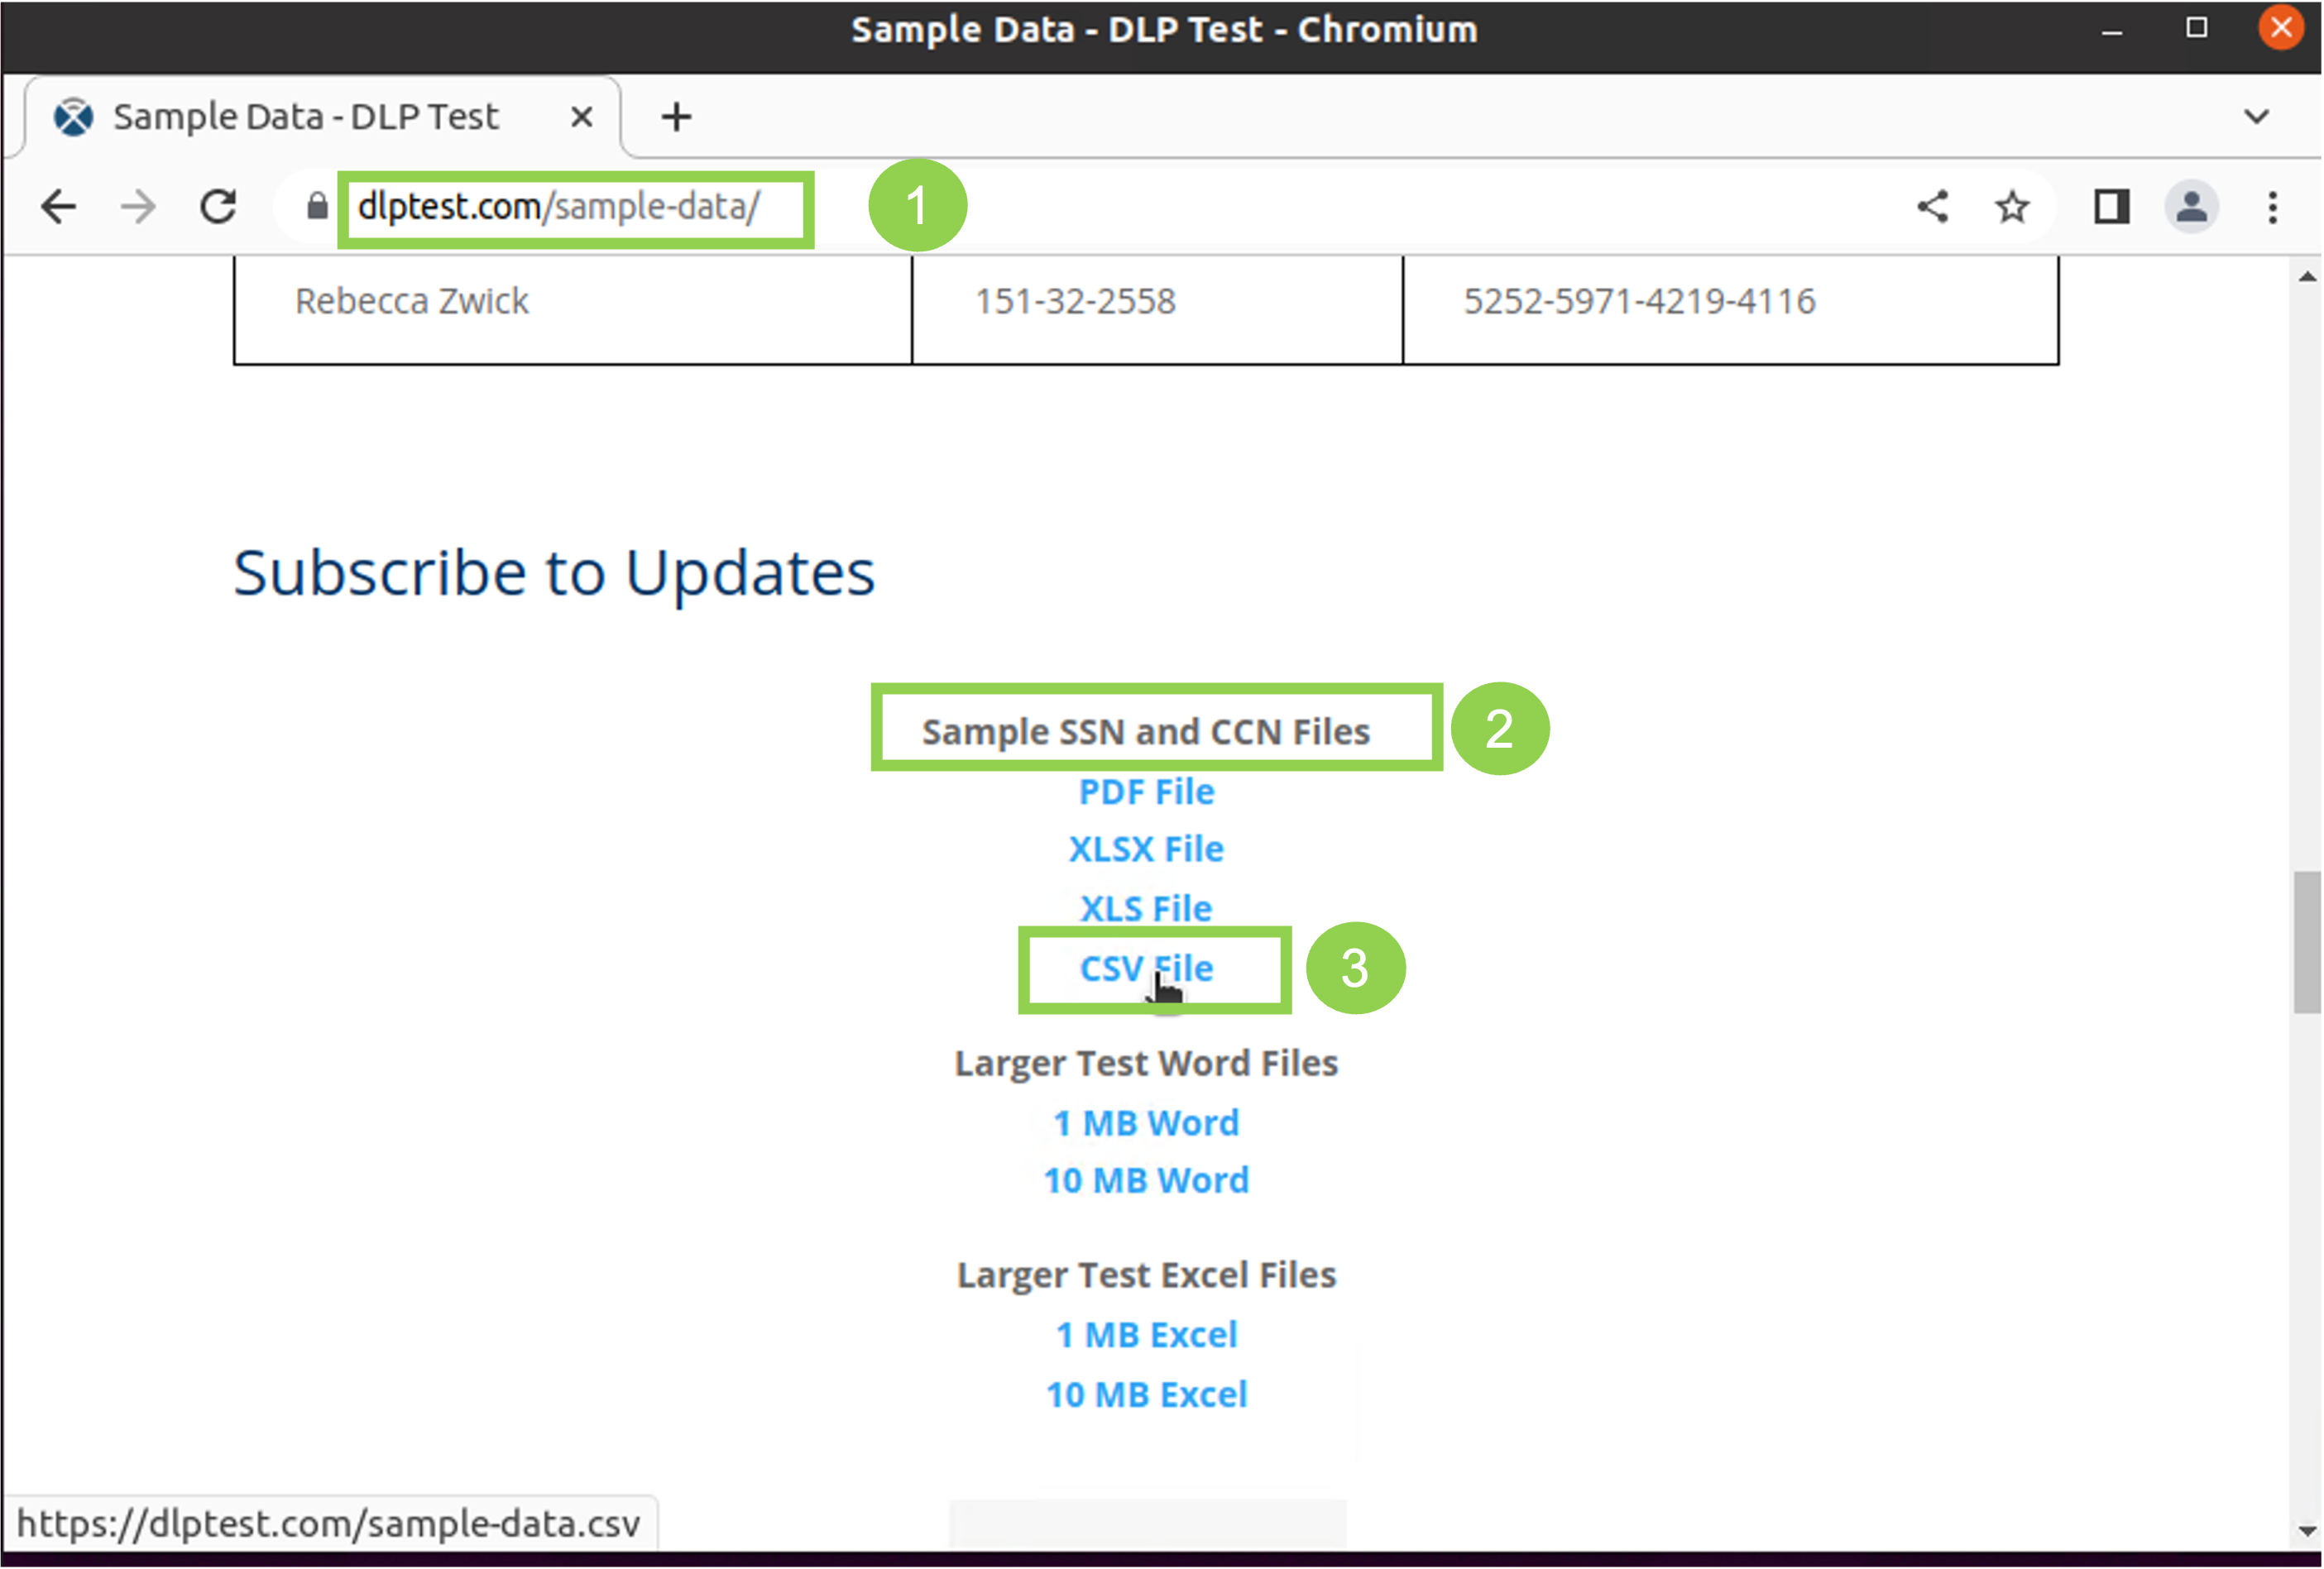 Sample Data - DLP Test - Chromium
Sample Data - DLP Test
dlptest.com/sample-data/
1
Rebecca Zwick 151-32-2558 5252-5971-4219-4116
Subscribe to Updates
Sample SSN and CCN Files
2
PDF File
XLSX File
XLS File
CSV File
3
Larger Test Word Files
1 MB Word
10 MB Word
Larger Test Excel Files
1 MB Excel
10 MB Excel
https://dlptest.com/sample-data.csv